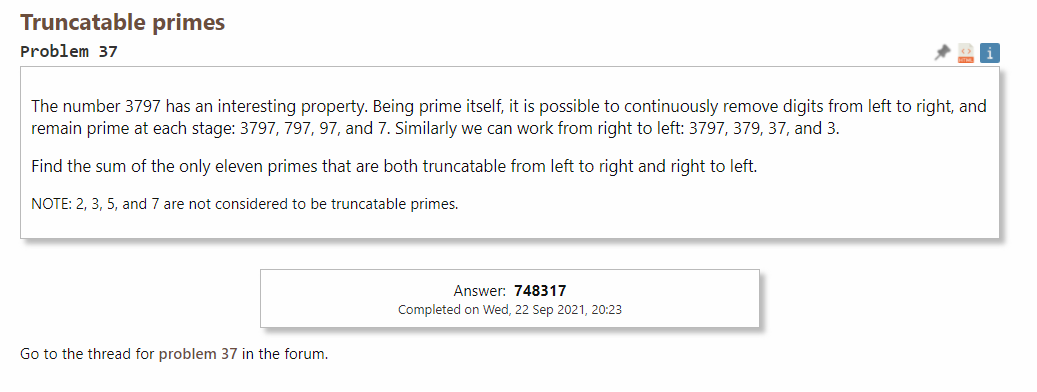 Truncatable primes
Problem 37
HTML
i
The number 3797 has an interesting property. Being prime itself, it is possible to continuously remove digits from left to right, and
remain prime at each stage: 3797, 797, 97, and 7. Similarly we can work from right to left: 3797, 379, 37, and 3.
Find the sum of the only eleven primes that are both truncatable from left to right and right to left.
NOTE: 2, 3, 5, and 7 are not considered to be truncatable primes.
Answer: 748317
Completed on Wed, 22 Sep 2021, 20:23
Go to the thread for problem 37 in the forum.